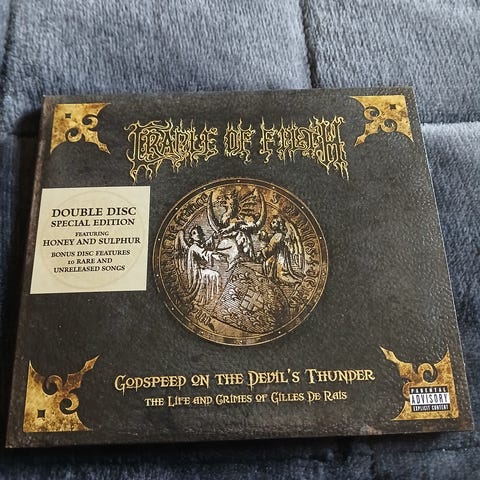 CRADLE OF FILTH
DOUBLE DISC
SPECIAL EDITION
FEATURING
HONEY AND SULPHUR
BONUS DISC FEATURES
10 RARE AND
UNRELEASED SONGS
GODSPEED ON THE DEVIL'S THUNDER
THE LIFE AND CRIMES OF GILLES DE RAIS
PARENTAL
ADVISORY
EXPLICIT CONTENT